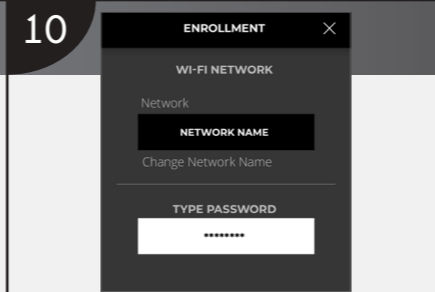 10
ENROLLMENT
WI-FI NETWORK
Network
NETWORK NAME
Change Network Name
TYPE PASSWORD
********